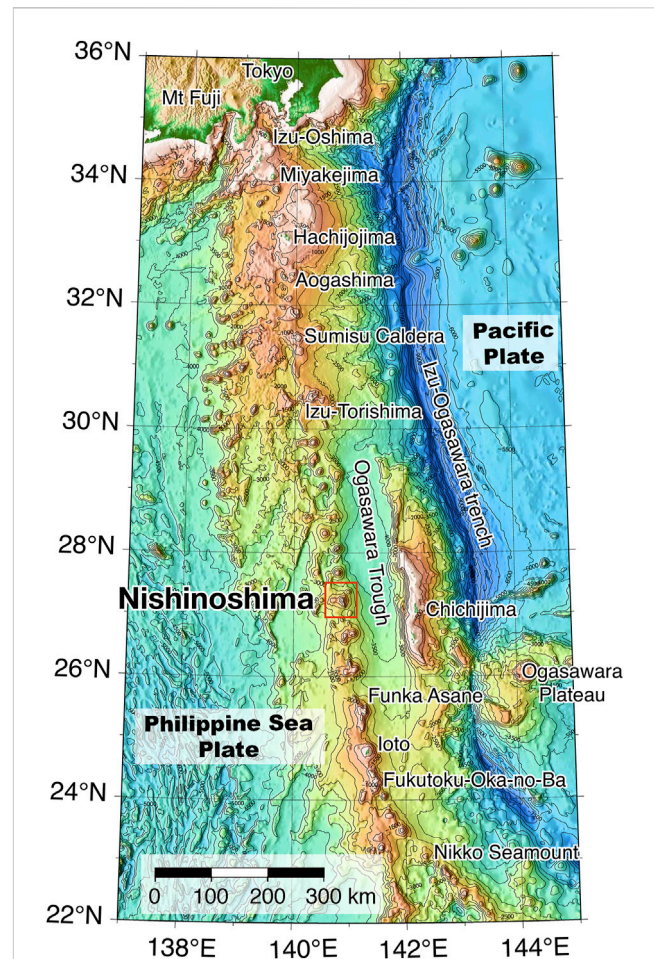 36°N
Tokyo
Mt Fuji
Izu-Oshima
34°N
Miyakejima
Hachijojima
Aogashima
32°N
Pacific
Plate
Sumisu Caldera
Izu-Ogasawara trench
Izu-Torishima
30°N
Ogasawara Trough
28°N
Nishinoshima
Chichijima
26°N
Ogasawara
Plateau
Funka Asane
Philippine Sea
Plate
Ioto
Fukutoku-Oka-no-Ba
24°N
Nikko Seamount
0 100 200 300 km
22°N
138°E 140°E 142°E 144°E